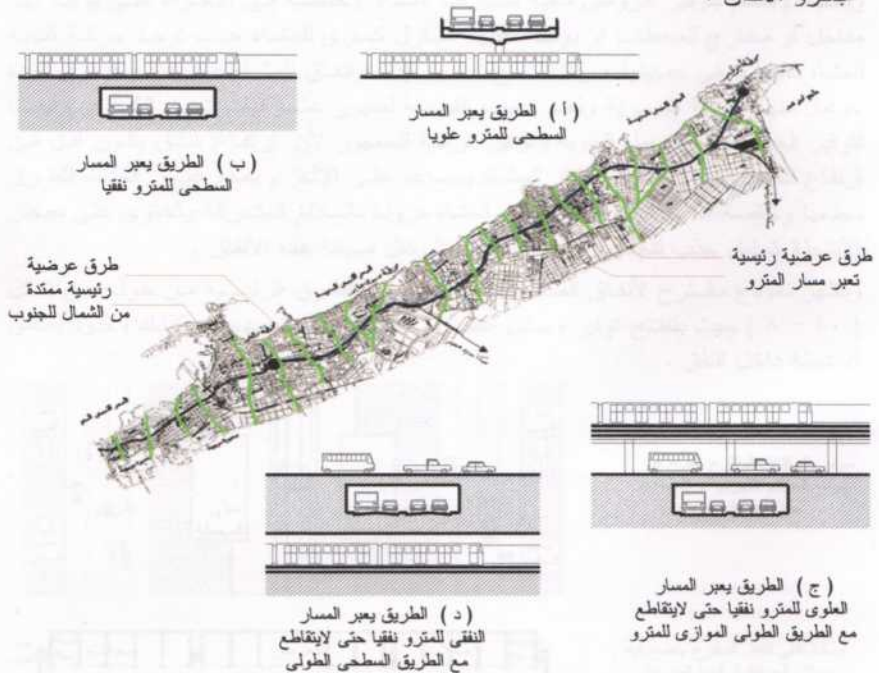 ( أ ) الطريق يعبر المسار
السطحى للمترو علويا
( ب ) الطريق يعبر المسار
السطحى للمترو نفقيا
طرق عرضية رئيسية
تعبر مسار المترو
طرق عرضية
رئيسية ممتدة
من الشمال للجنوب
( ج ) الطريق يعبر المسار
العلوى للمترو نفقيا حتى لايتقاطع
مع الطريق الطولى الموازى للمترو
( د ) الطريق يعبر المسار
النفقى للمترو نفقيا حتى لايتقاطع
مع الطريق السطحى الطولى